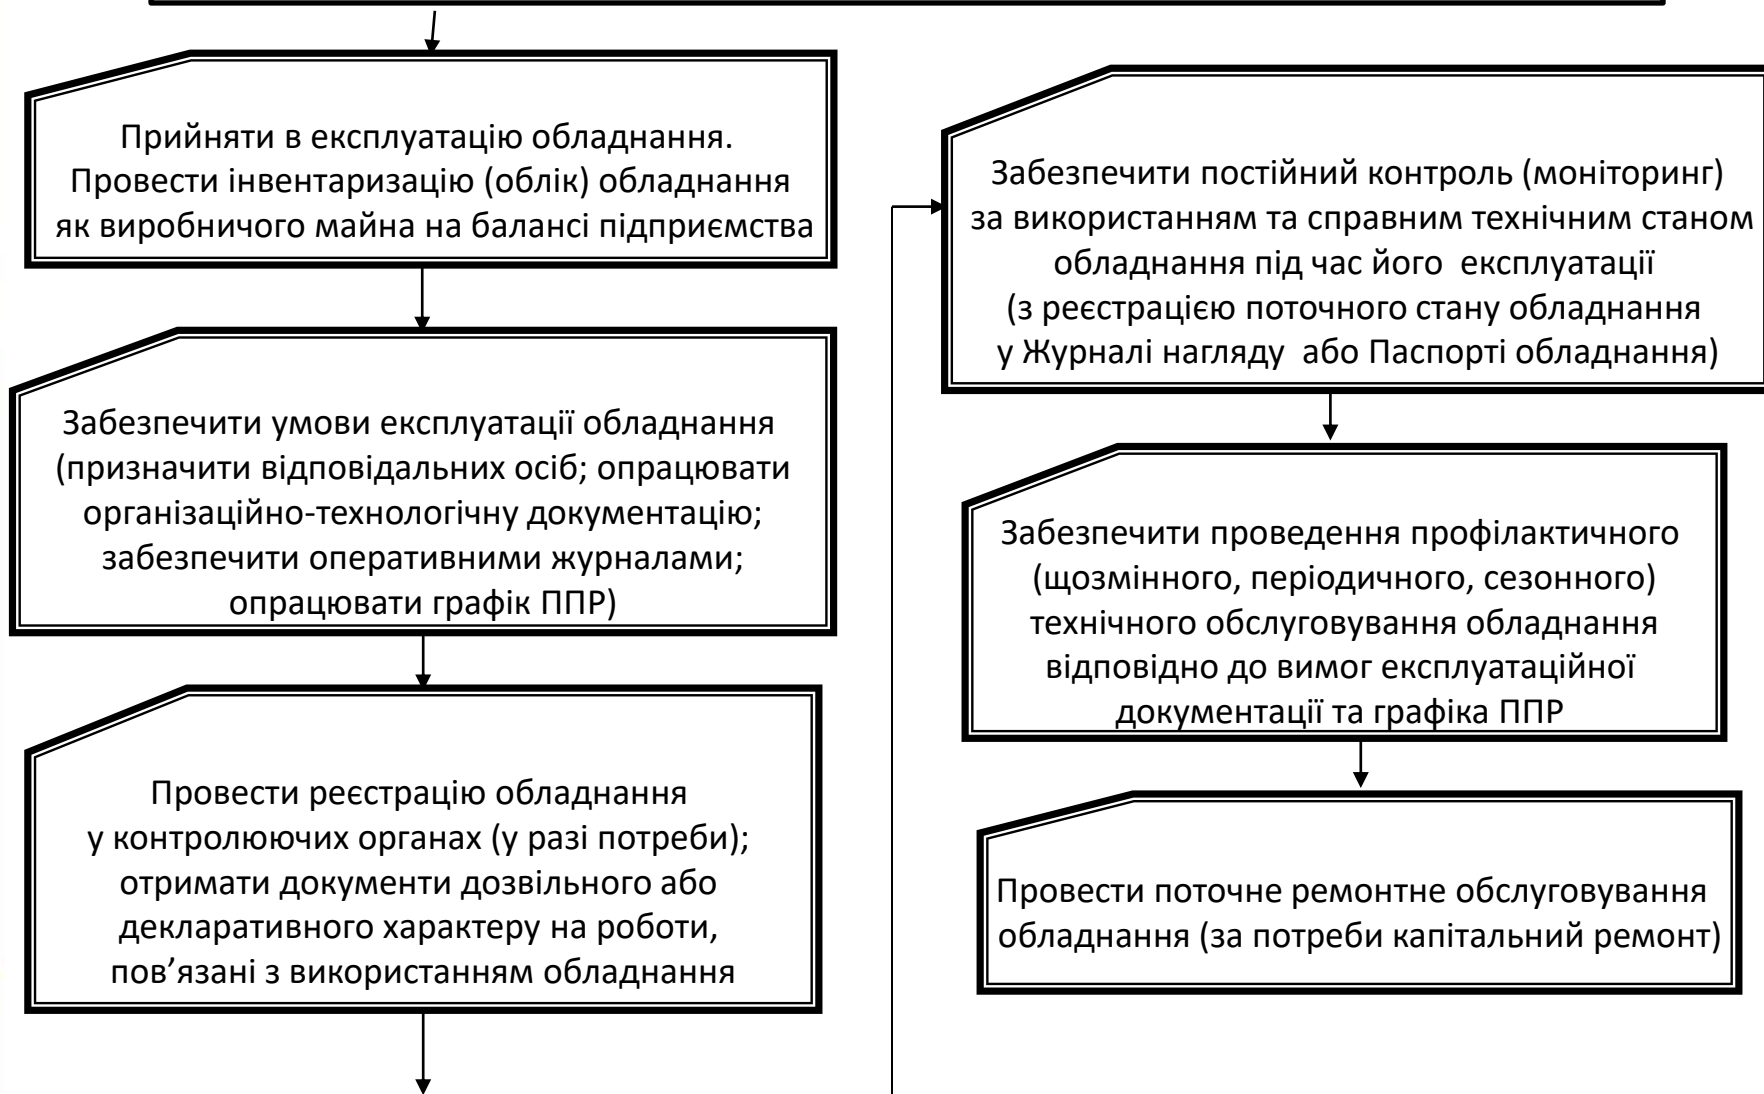 Прийняти в експлуатацію обладнання.
Провести інвентаризацію (облік) обладнання
як виробничого майна на балансі підприємства
Забезпечити умови експлуатації обладнання
(призначити відповідальних осіб; опрацювати
організаційно-технологічну документацію;
забезпечити оперативними журналами;
опрацювати графік ППР)
Провести реєстрацію обладнання
у контролюючих органах (у разі потреби);
отримати документи дозвільного або
декларативного характеру на роботи,
пов’язані з використанням обладнання
Забезпечити постійний контроль (моніторинг)
за використанням та справним технічним станом
обладнання під час його експлуатації
(з реєстрацією поточного стану обладнання
у Журналі нагляду або Паспорті обладнання)
Забезпечити проведення профілактичного
(щозмінного, періодичного, сезонного)
технічного обслуговування обладнання
відповідно до вимог експлуатаційної
документації та графіка ППР
Провести поточне ремонтне обслуговування
обладнання (за потреби капітальний ремонт)